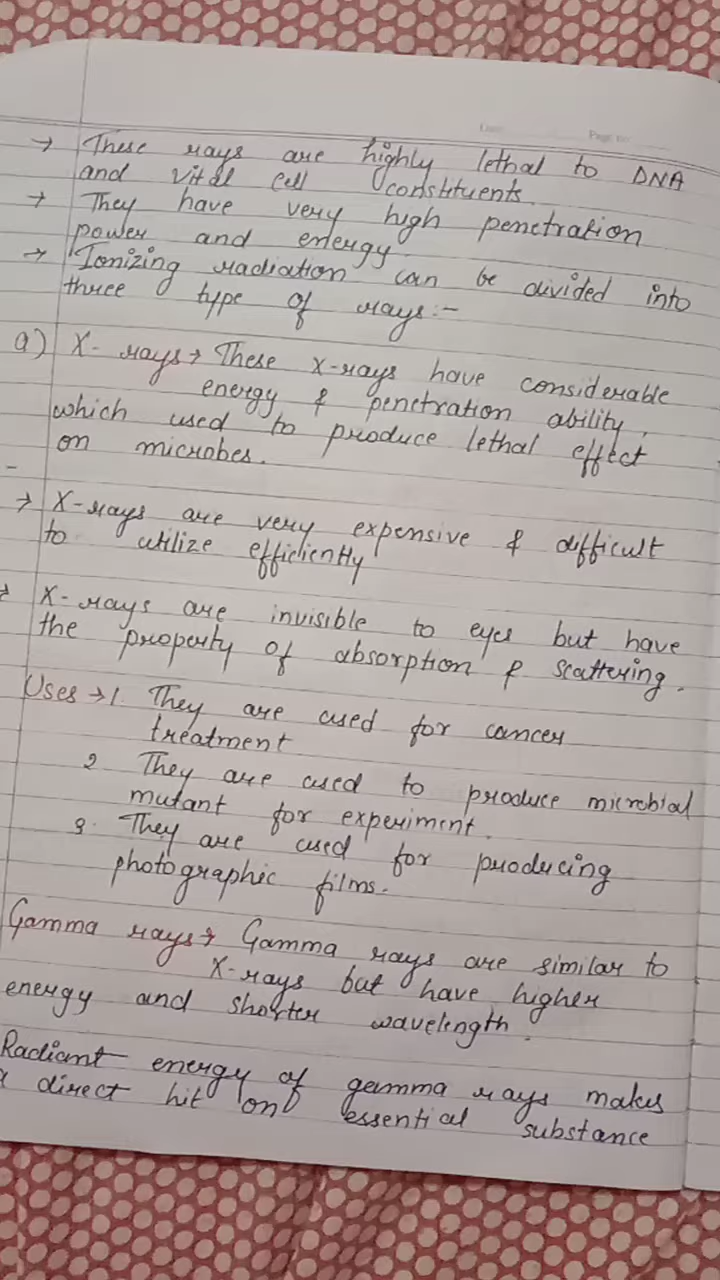 Page No.
→ These rays are highly lethal to DNA
and vital cell constituents.
→ They have very high penetration
power and energy.
→ Ionizing radiation can be divided into
three type of rays:-
a) X-rays → These X-rays have considerable
energy & penetration ability,
which used to produce lethal effect
on microbes.
→ X-rays are very expensive & difficult
to utilize efficiently
X-rays are invisible to eyes but have
the property of absorption & scattering.
Uses → 1. They are used for cancer
treatment
2 They are used to produce microbial
mutant for experiment.
3. They are used for producing
photographic films.
Gamma rays → Gamma rays are similar to
X-rays but have higher
energy and shorter wavelength.
Radiant energy of gamma rays makes
direct hit on essential substance